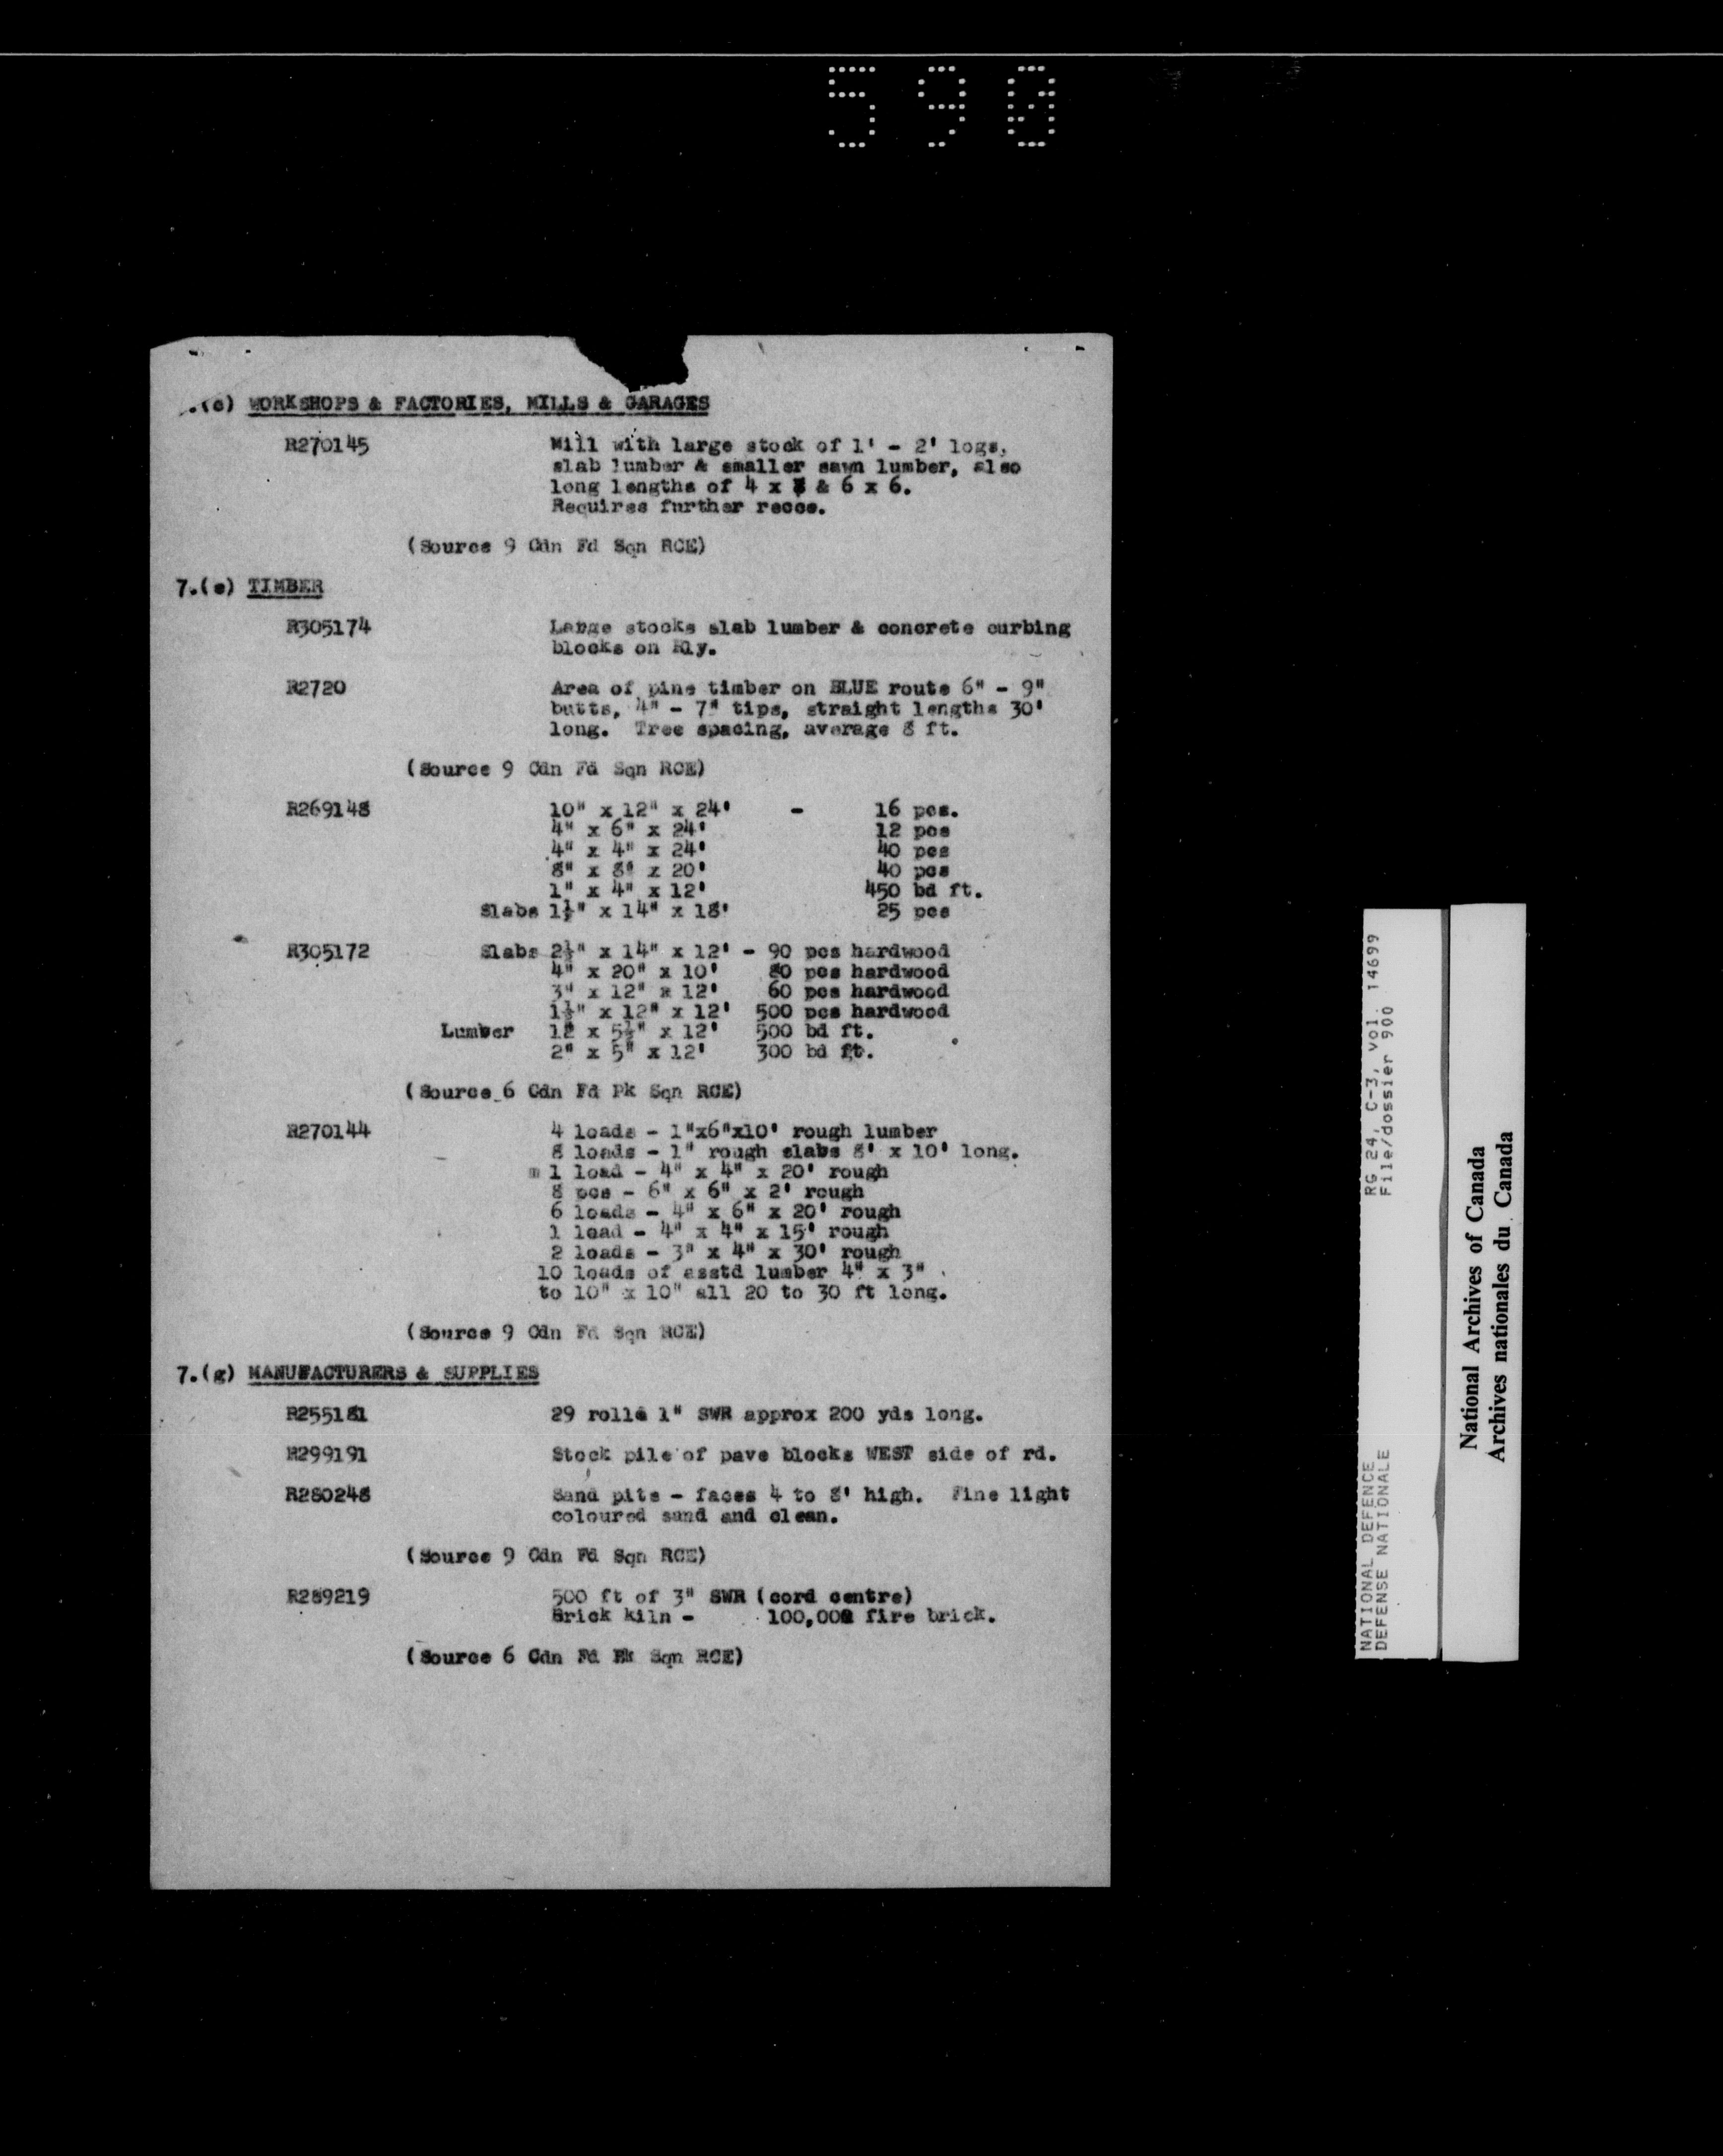 590
.(c) WORKSHOPS & FACTORIES, MILLS & GARAGES
R270145 Mill with large stock of 1' - 2' logs,
slab lumber & smaller sawn lumber, also
long lengths of 4 x & 6 x 6.
Requires further recce.
(Source 9 Cdn Fd Sqn RCE)
7.(e) TIMBER
R305174 Large stocks slab lumber & concrete curbing
blocks on Rly.
R2720 Area of pine timber on BLUE route 6" - 9"
butts, 4" - 7" tips, straight lengths 30'
long. Tree spacing, average 8 ft.
(Source 9 Cdn Fd Sqn RCE)
R269148 10" x 12" x 24' - 16 pcs.
4" x 6" x 24' 12 pcs
4" x 4" x 24' 40 pcs
8" x 8" x 20' 40 pcs
1" x 4" x 12' 450 bd ft.
Slabs 1½" x 14" x 18' 25 pcs
R305172 Slabs 2½" x 14" x 12' - 90 pcs hardwood
4" x 20" x 10' 80 pcs hardwood
3" x 12" x 12' 60 pcs hardwood
1½" x 12" x 12' 500 pcs hardwood
Lumber 1" x 5½" x 12' 500 bd ft.
2" x 5" x 12' 300 bd ft.
(Source 6 Cdn Fd Pk Sqn RCE)
R270144 4 loads - 1"x6"x10' rough lumber
8 loads - 1" rough slabs 8' x 10' long.
m 1 load - 4" x 4" x 20' rough
8 pcs - 6" x 6" x 2' rough
6 loads - 4" x 6" x 20' rough
1 load - 4" x 4" x 15' rough
2 loads - 3" x 4" x 30' rough
10 loads of asstd lumber 4" x 3"
to 10" x 10" all 20 to 30 ft long.
(Source 9 Cdn Fd Sqn RCE)
7.(g) MANUFACTURERS & SUPPLIES
R255181 29 rolls 1" SWR approx 200 yds long.
R299191 Stock pile of pave blocks WEST side of rd.
R280248 Sand pits - faces 4 to 8' high. Fine light
coloured sand and clean.
(Source 9 Cdn Fd Sqn RCE)
R289219 500 ft of 3" SWR (cord centre)
Brick kiln - 100,000 fire brick.
(Source 6 Cdn Fd Pk Sqn RCE)
NATIONAL DEFENCE RG 24, C-3, vol. 14699
DEFENSE NATIONALE File/dossier 900
National Archives of Canada
Archives nationales du Canada